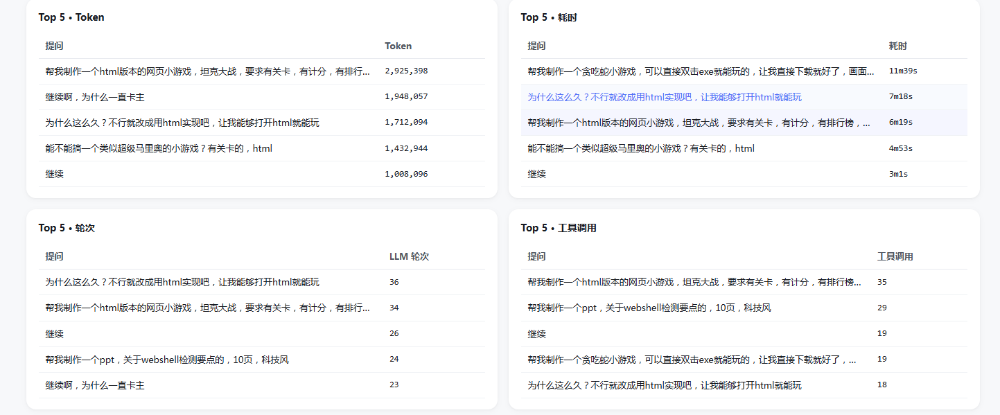 Top 5 • Token
提问 Token
帮我制作一个html版本的网页小游戏，坦克大战，要求有关卡，有计分，有排行... 2,925,398
继续啊，为什么一直卡主 1,948,057
为什么这么久？不行就改成用html实现吧，让我能够打开html就能玩 1,712,094
能不能搞一个类似超级马里奥的小游戏？有关卡的，html 1,432,944
继续 1,008,096
Top 5 • 耗时
提问 耗时
帮我制作一个贪吃蛇小游戏，可以直接双击exe就能玩的，让我直接下载就好了，画面... 11m39s
为什么这么久？不行就改成用html实现吧，让我能够打开html就能玩 7m18s
帮我制作一个html版本的网页小游戏，坦克大战，要求有关卡，有计分，有排行榜，... 6m19s
能不能搞一个类似超级马里奥的小游戏？有关卡的，html 4m53s
继续 3m1s
Top 5 • 轮次
提问 LLM 轮次
为什么这么久？不行就改成用html实现吧，让我能够打开html就能玩 36
帮我制作一个html版本的网页小游戏，坦克大战，要求有关卡，有计分，有排行... 34
继续 26
帮我制作一个ppt，关于webshell检测要点的，10页，科技风 24
继续啊，为什么一直卡主 23
Top 5 • 工具调用
提问 工具调用
帮我制作一个html版本的网页小游戏，坦克大战，要求有关卡，有计分，有排行榜... 35
帮我制作一个ppt，关于webshell检测要点的，10页，科技风 29
继续 19
帮我制作一个贪吃蛇小游戏，可以直接双击exe就能玩的，让我直接下载就好了，... 19
为什么这么久？不行就改成用html实现吧，让我能够打开html就能玩 18